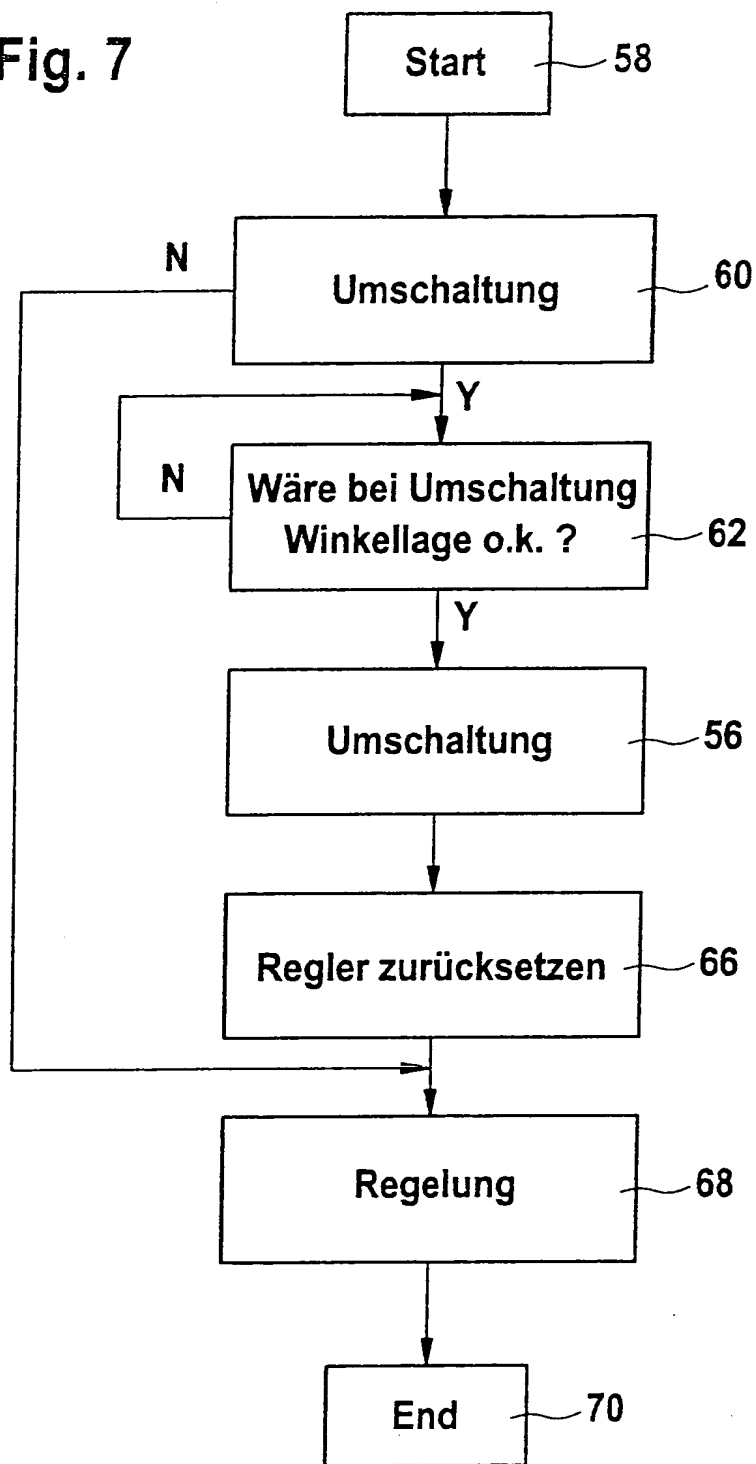 Fig. 7
Start
58
N
Umschaltung
60
Y
N
Wäre bei Umschaltung
Winkellage o.k. ?
62
Y
Umschaltung
56
Regler zurücksetzen
66
Regelung
68
End
70